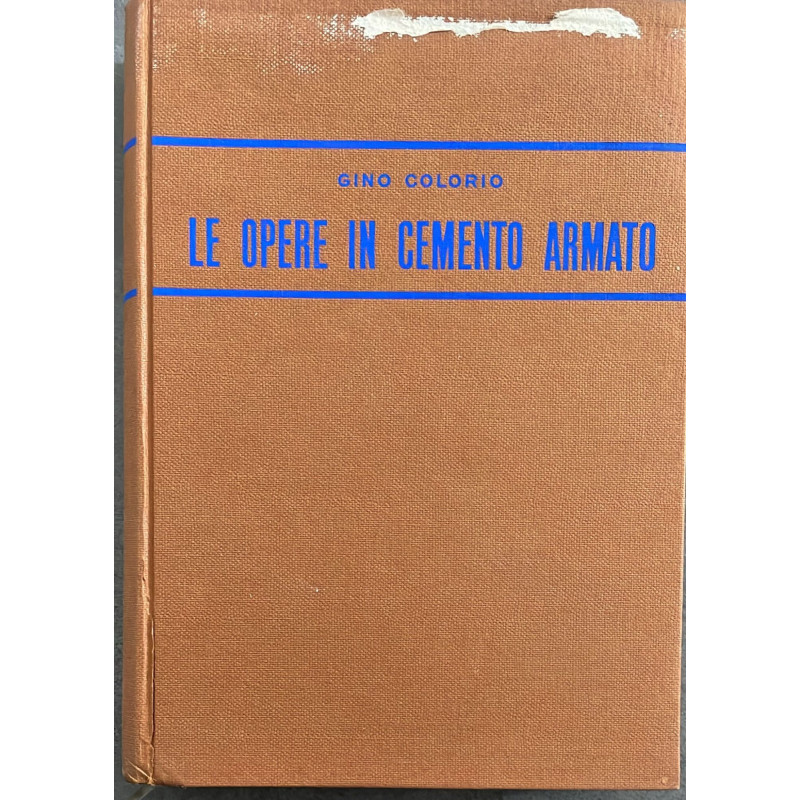 GINO COLORIO
LE OPERE IN CEMENTO ARMATO